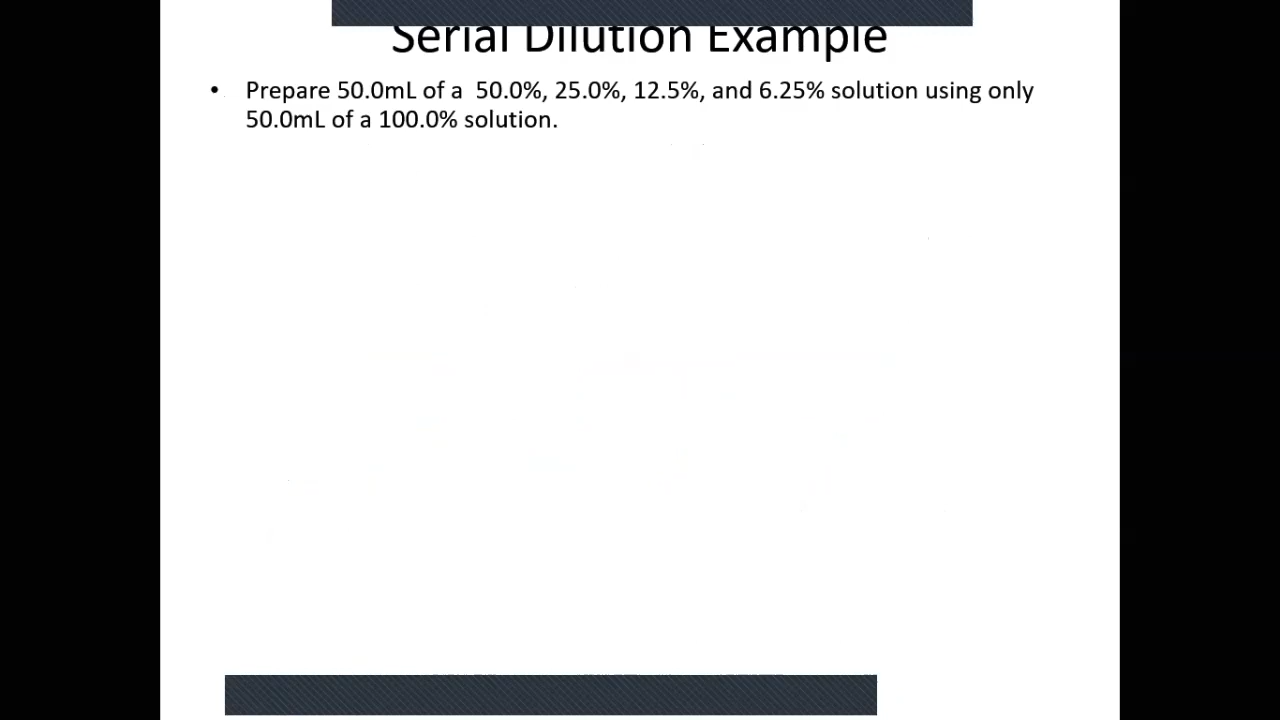 Serial Dilution Example
• Prepare 50.0mL of a  50.0%, 25.0%, 12.5%, and 6.25% solution using only
50.0mL of a 100.0% solution.